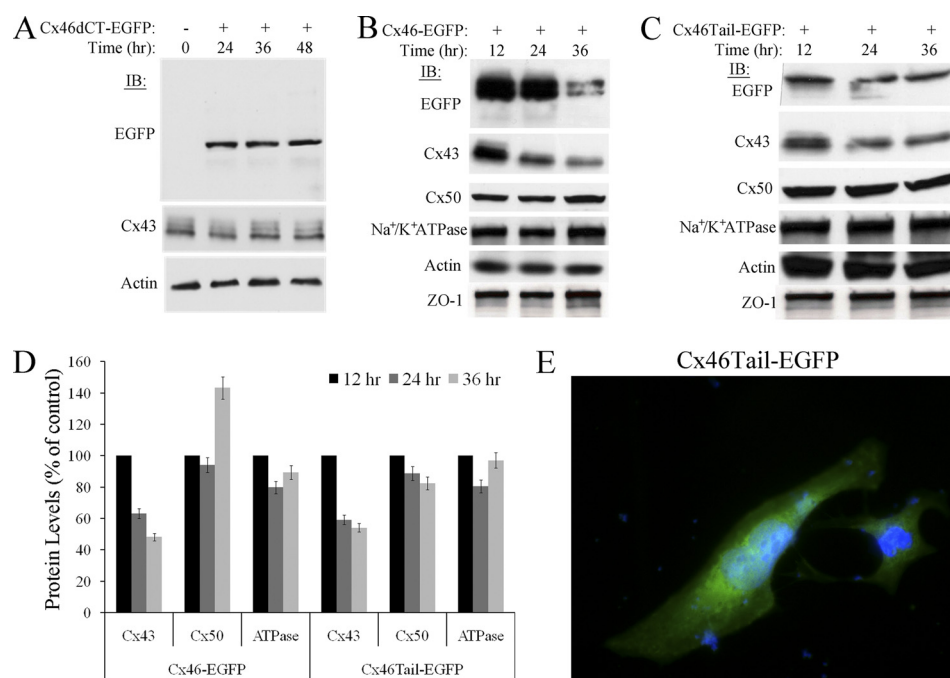 A
Cx46dCT-EGFP: - + + +
Time (hr): 0 24 36 48
IB:
EGFP
Cx43
Actin
B
Cx46-EGFP: + + +
Time (hr): 12 24 36
IB:
EGFP
Cx43
Cx50
Na+/K+ATPase
Actin
ZO-1
C
Cx46Tail-EGFP: + + +
Time (hr): 12 24 36
IB:
EGFP
Cx43
Cx50
Na+/K+ATPase
Actin
ZO-1
D
Protein Levels (% of control)
160
140
120
100
80
60
40
20
0
12 hr 24 hr 36 hr
Cx43 Cx50 ATPase Cx43 Cx50 ATPase
Cx46-EGFP Cx46Tail-EGFP
E
Cx46Tail-EGFP